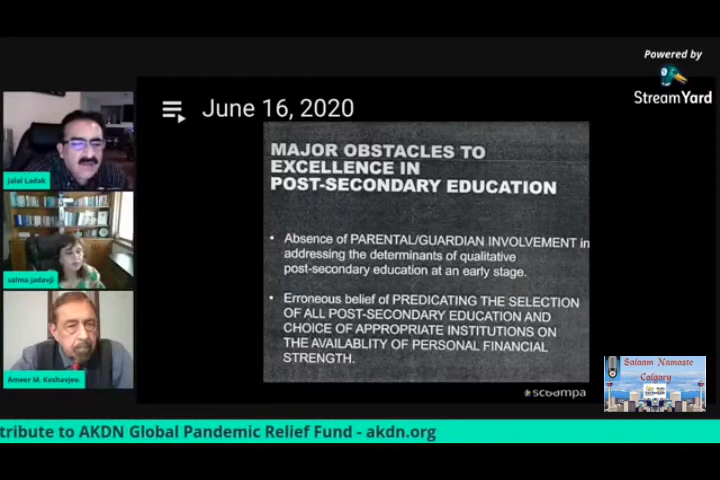 Powered by
StreamYard
June 16, 2020
MAJOR OBSTACLES TO
EXCELLENCE IN
POST-SECONDARY EDUCATION
• Absence of PARENTAL/GUARDIAN INVOLVEMENT in
addressing the determinants of qualitative
post-secondary education at an early stage.
• Erroneous belief of PREDICATING THE SELECTION
OF ALL POST-SECONDARY EDUCATION AND
CHOICE OF APPROPRIATE INSTITUTIONS ON
THE AVAILABLITY OF PERSONAL FINANCIAL
STRENGTH.
scoompa
Jalal Ladak
salma jadavji
Ameer M. Keshavjee.
Salaam Namaste
Calgary
tribute to AKDN Global Pandemic Relief Fund - akdn.org